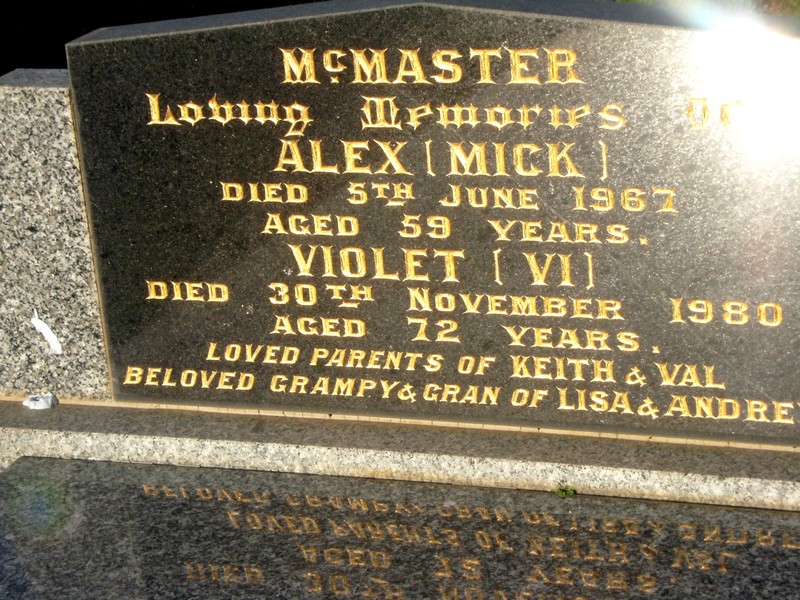 McMASTER
Loving Memories Of
ALEX [MICK]
DIED 5TH JUNE 1967
AGED 59 YEARS.
VIOLET [VI]
DIED 30TH NOVEMBER 1980
AGED 72 YEARS.
LOVED PARENTS OF KEITH & VAL
BELOVED GRAMPY & GRAN OF LISA & ANDRE